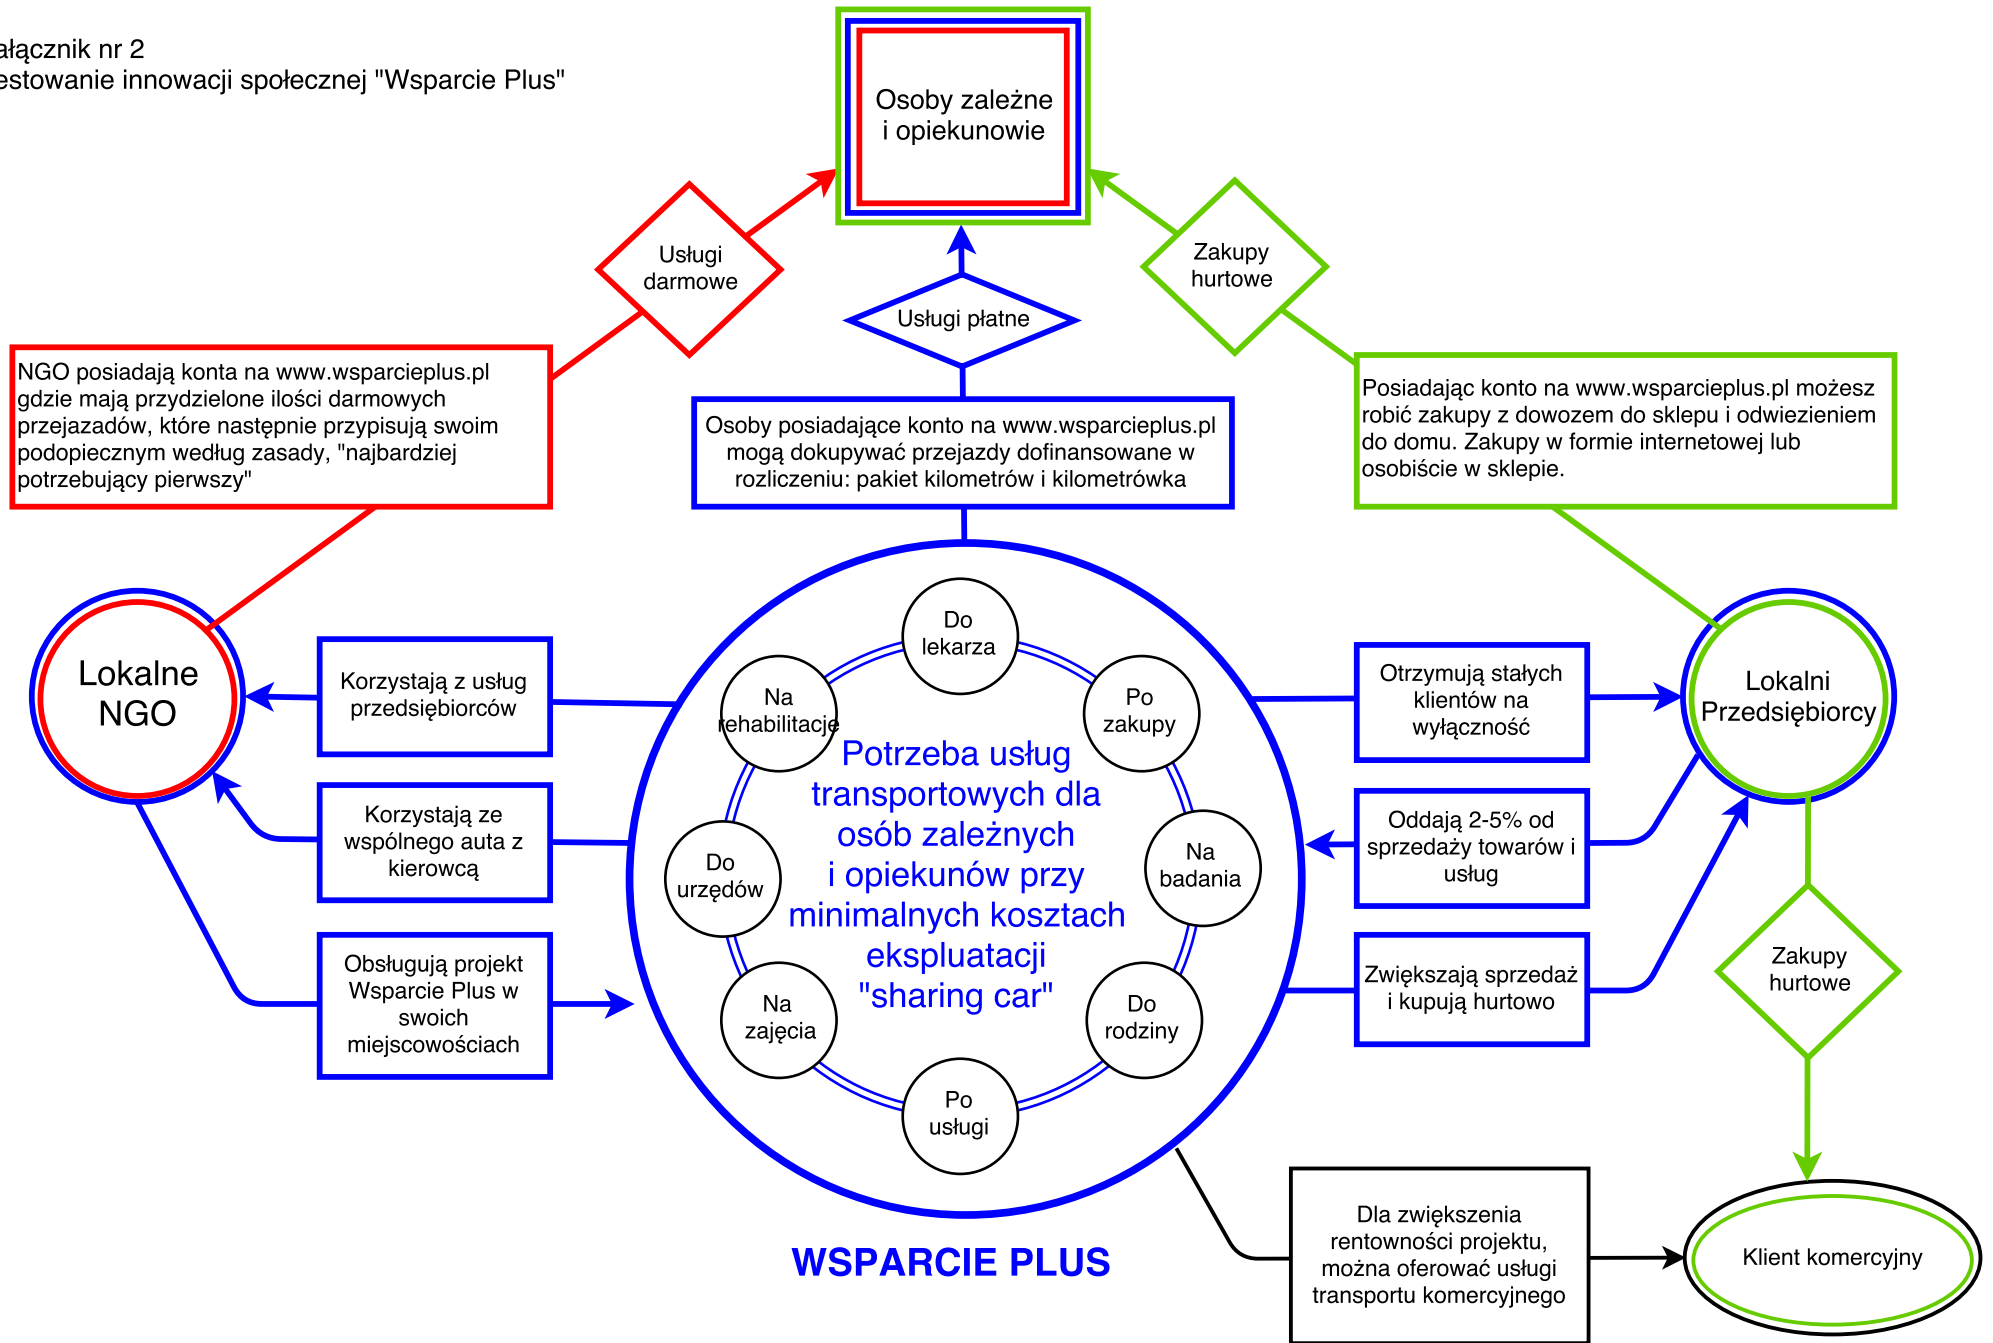 ałącznik nr 2
estowanie innowacji społecznej "Wsparcie Plus"
Osoby zależne
i opiekunowie
Usługi
darmowe
Usługi płatne
Zakupy
hurtowe
NGO posiadają konta na www.wsparcieplus.pl
gdzie mają przydzielone ilości darmowych
przejazadów, które następnie przypisują swoim
podopiecznym według zasady, "najbardziej
potrzebujący pierwszy"
Osoby posiadające konto na www.wsparcieplus.pl
mogą dokupywać przejazdy dofinansowane w
rozliczeniu: pakiet kilometrów i kilometrówka
Posiadając konto na www.wsparcieplus.pl możesz
robić zakupy z dowozem do sklepu i odwiezieniem
do domu. Zakupy w formie internetowej lub
osobiście w sklepie.
Lokalne
NGO
Korzystają z usług
przedsiębiorców
Korzystają ze
wspólnego auta z
kierowcą
Obsługują projekt
Wsparcie Plus w
swoich
miejscowościach
Do
lekarza
Na
rehabilitację
Po
zakupy
Do
urzędów
Na
badania
Na
zajęcia
Do
rodziny
Po
usługi
Potrzeba usług
transportowych dla
osób zależnych
i opiekunów przy
minimalnych kosztach
ekspluatacji
"sharing car"
WSPARCIE PLUS
Otrzymują stałych
klientów na
wyłączność
Oddają 2-5% od
sprzedaży towarów i
usług
Zwiększają sprzedaż
i kupują hurtowo
Lokalni
Przedsiębiorcy
Zakupy
hurtowe
Dla zwiększenia
rentowności projektu,
można oferować usługi
transportu komercyjnego
Klient komercyjny